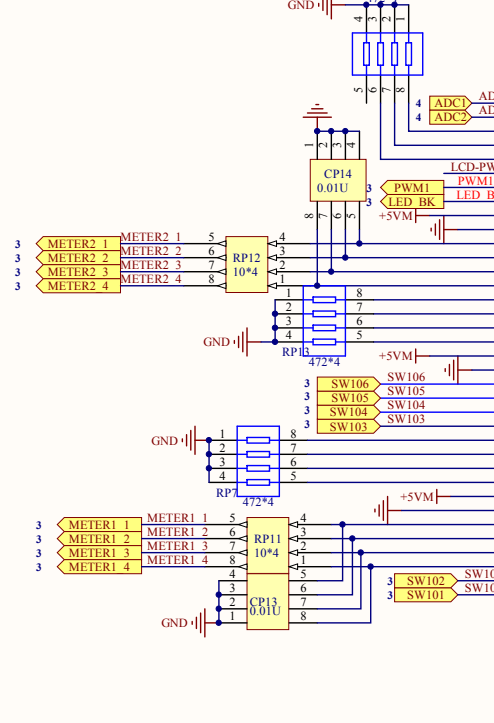 GND
4 3 2 1
5 6 7 8
4 ADC1 AD
4 ADC2 AD
1 2 3 4
CP14
0.01U
8 7 6 5
LCD-PW
3 PWM1 PWM1
3 LED_BK LED_B
+5VM
3 METER2_1 METER2_1 5 4
3 METER2_2 METER2_2 6 3
3 METER2_3 METER2_3 7 2
3 METER2_4 METER2_4 8 1
RP12
10*4
1 8
2 7
3 6
4 5
GND
RP13
472*4
+5VM
3 SW106 SW106
3 SW105 SW105
3 SW104 SW104
3 SW103 SW103
GND
1 8
2 7
3 6
4 5
RP7
472*4
+5VM
3 METER1_1 METER1_1 5 4
3 METER1_2 METER1_2 6 3
3 METER1_3 METER1_3 7 2
3 METER1_4 METER1_4 8 1
RP11
10*4
4 5
3 6
2 7
1 8
CP13
0.01U
GND
3 SW102 SW10
3 SW101 SW10